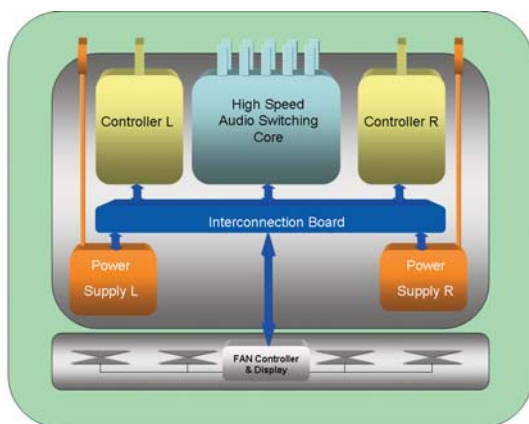 Controller L
High Speed
Audio Switching
Core
Controller R
Interconnection Board
Power
Supply L
Power
Supply R
FAN Controller
& Display